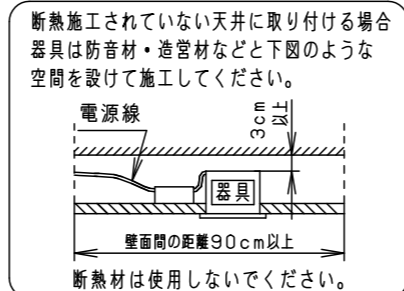 断熱施工されていない天井に取り付ける場合
器具は防音材・造営材などと下図のような
空間を設けて施工してください。
電源線
3cm
以上
器具
壁面間の距離90cm以上
断熱材は使用しないでください。